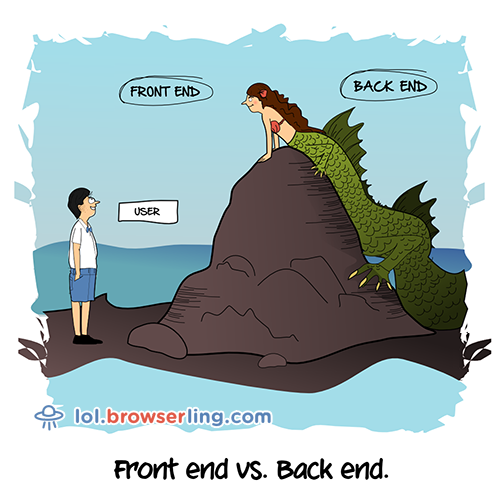 FRONT END
BACK END
USER
lol.browserling.com
Front end vs. Back end.